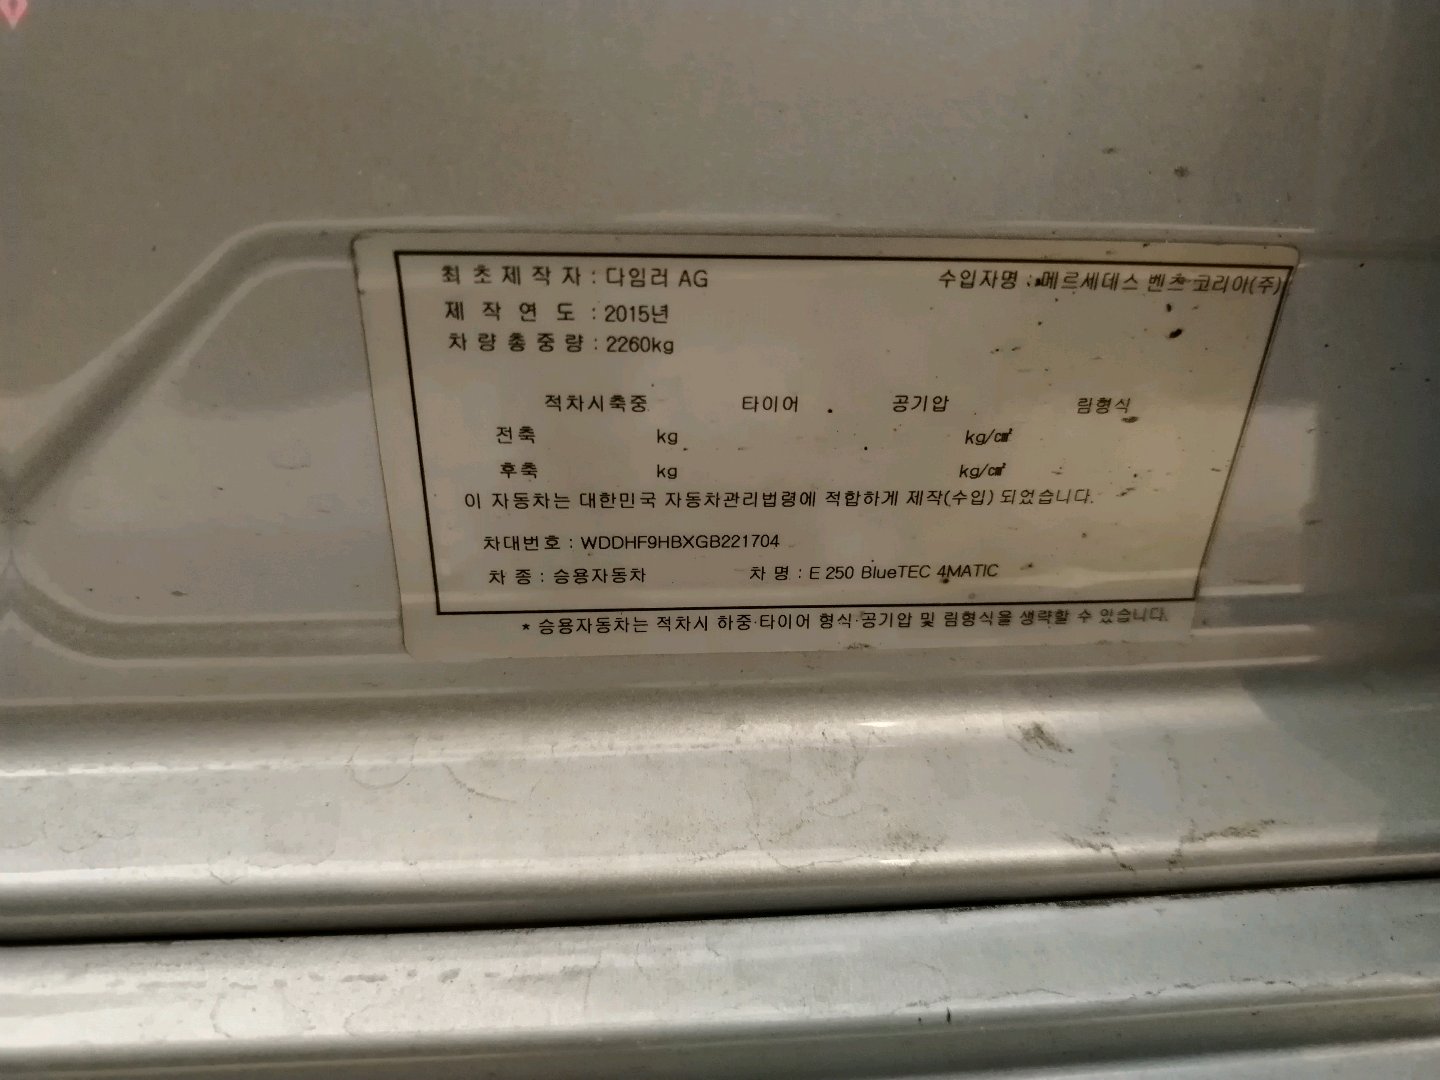 최초제작자 : 다임러 AG 수입자명 : 메르세데스 벤츠 코리아(주)
제작연도 : 2015년
차량총중량 : 2260kg
적차시축중 타이어 공기압 림형식
전축 kg kg/㎠
후축 kg kg/㎠
이 자동차는 대한민국 자동차관리법령에 적합하게 제작(수입) 되었습니다.
차대번호 : WDDHF9HBXGB221704
차종 : 승용자동차 차명 : E 250 BlueTEC 4MATIC
* 승용자동차는 적차시 하중·타이어 형식·공기압 및 림형식을 생략할 수 있습니다.